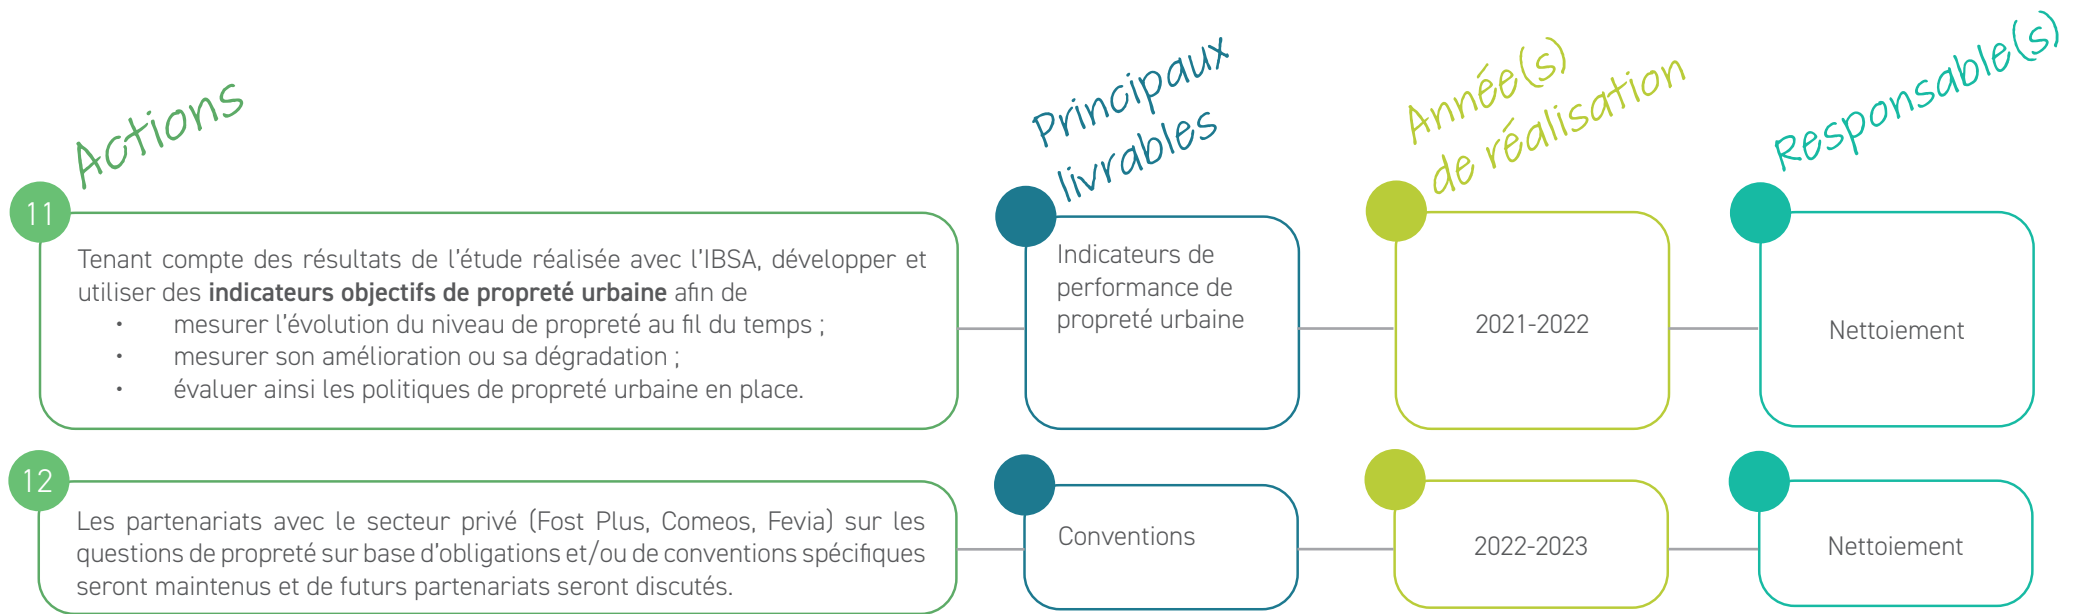 Actions
Principaux
livrables
Année(s)
de réalisation
Responsable(s)
11
Tenant compte des résultats de l'étude réalisée avec l'IBSA, développer et
utiliser des indicateurs objectifs de propreté urbaine afin de
• mesurer l'évolution du niveau de propreté au fil du temps ;
• mesurer son amélioration ou sa dégradation ;
• évaluer ainsi les politiques de propreté urbaine en place.
Indicateurs de
performance de
propreté urbaine
2021-2022
Nettoiement
12
Les partenariats avec le secteur privé (Fost Plus, Comeos, Fevia) sur les
questions de propreté sur base d'obligations et/ou de conventions spécifiques
seront maintenus et de futurs partenariats seront discutés.
Conventions
2022-2023
Nettoiement